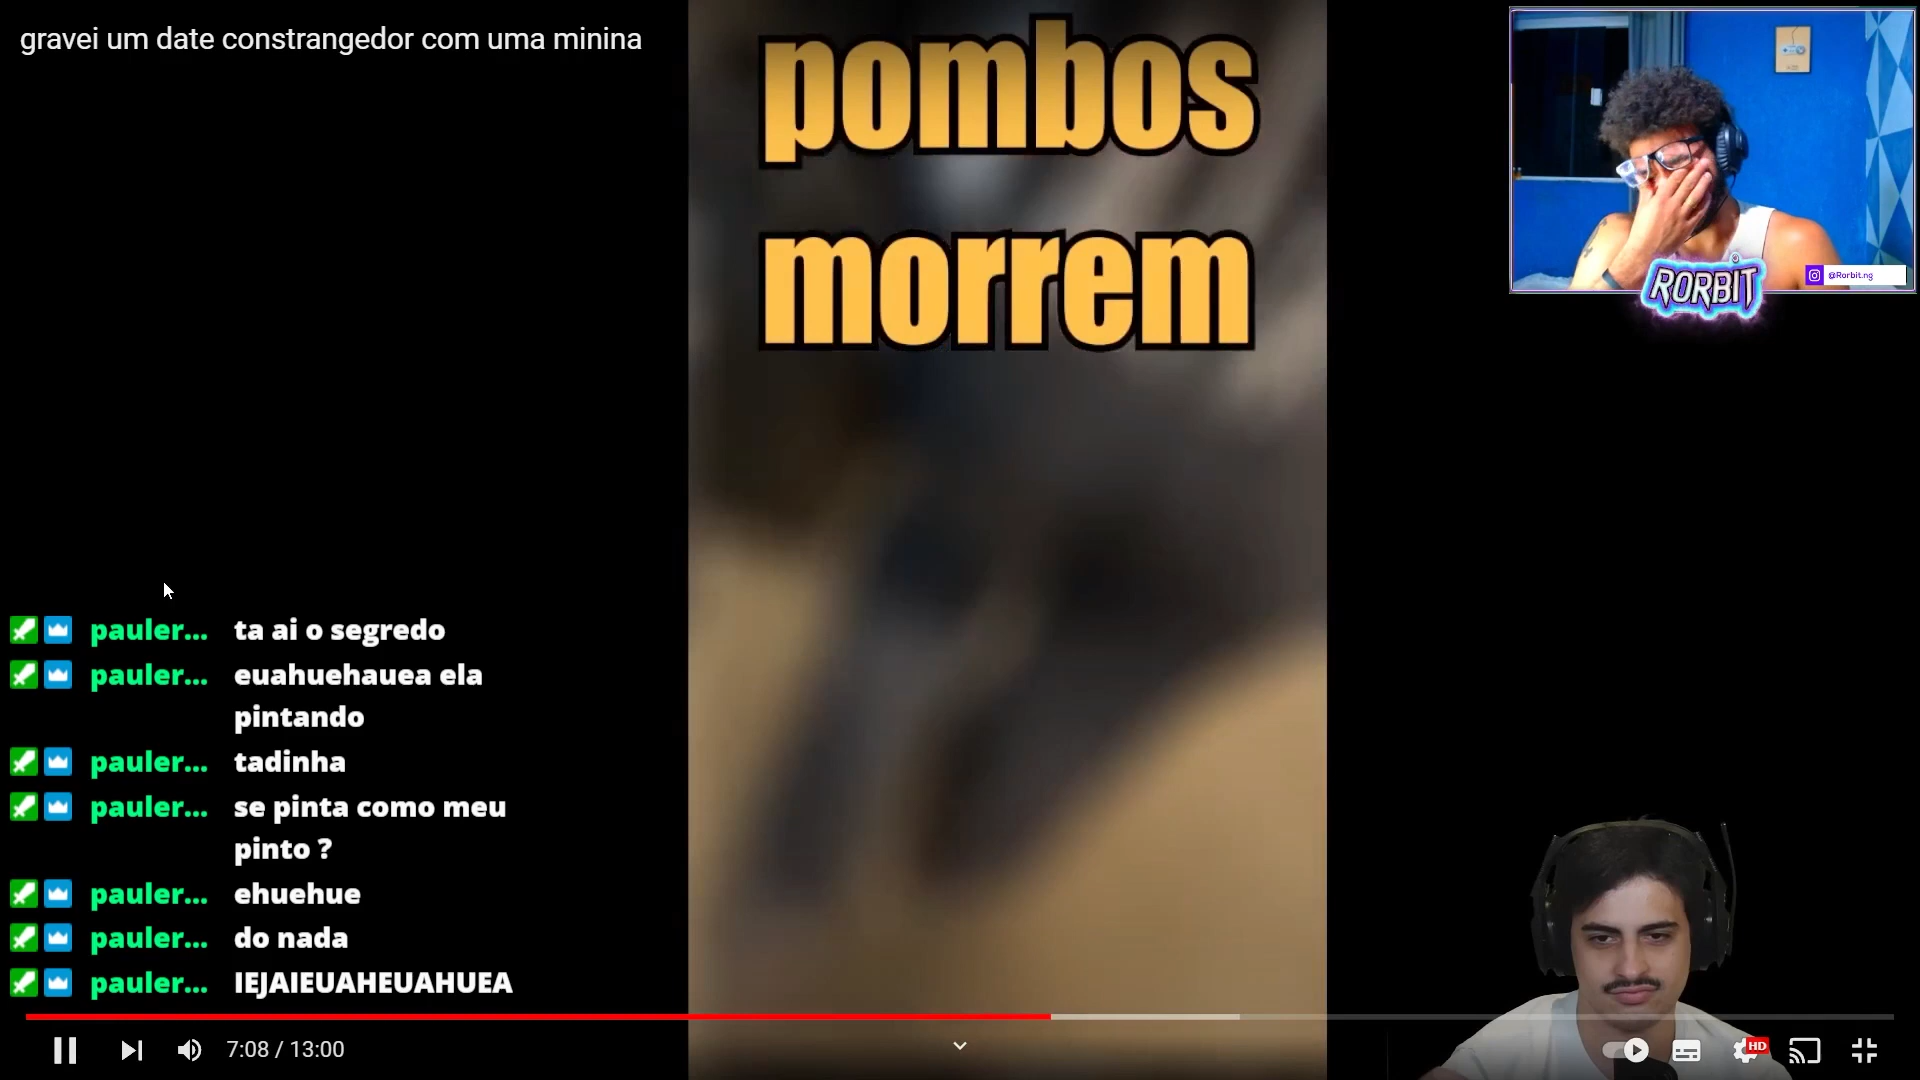 gravei um date constrangedor com uma minina
pombos
morrem
RORBIT
@Rorbit.ng
pauler... ta ai o segredo
pauler... euahuehauea ela
pintando
pauler... tadinha
pauler... se pinta como meu
pinto ?
pauler... ehuehue
pauler... do nada
pauler... IEJAIEUAHEUAHUEA
7:08 / 13:00
HD